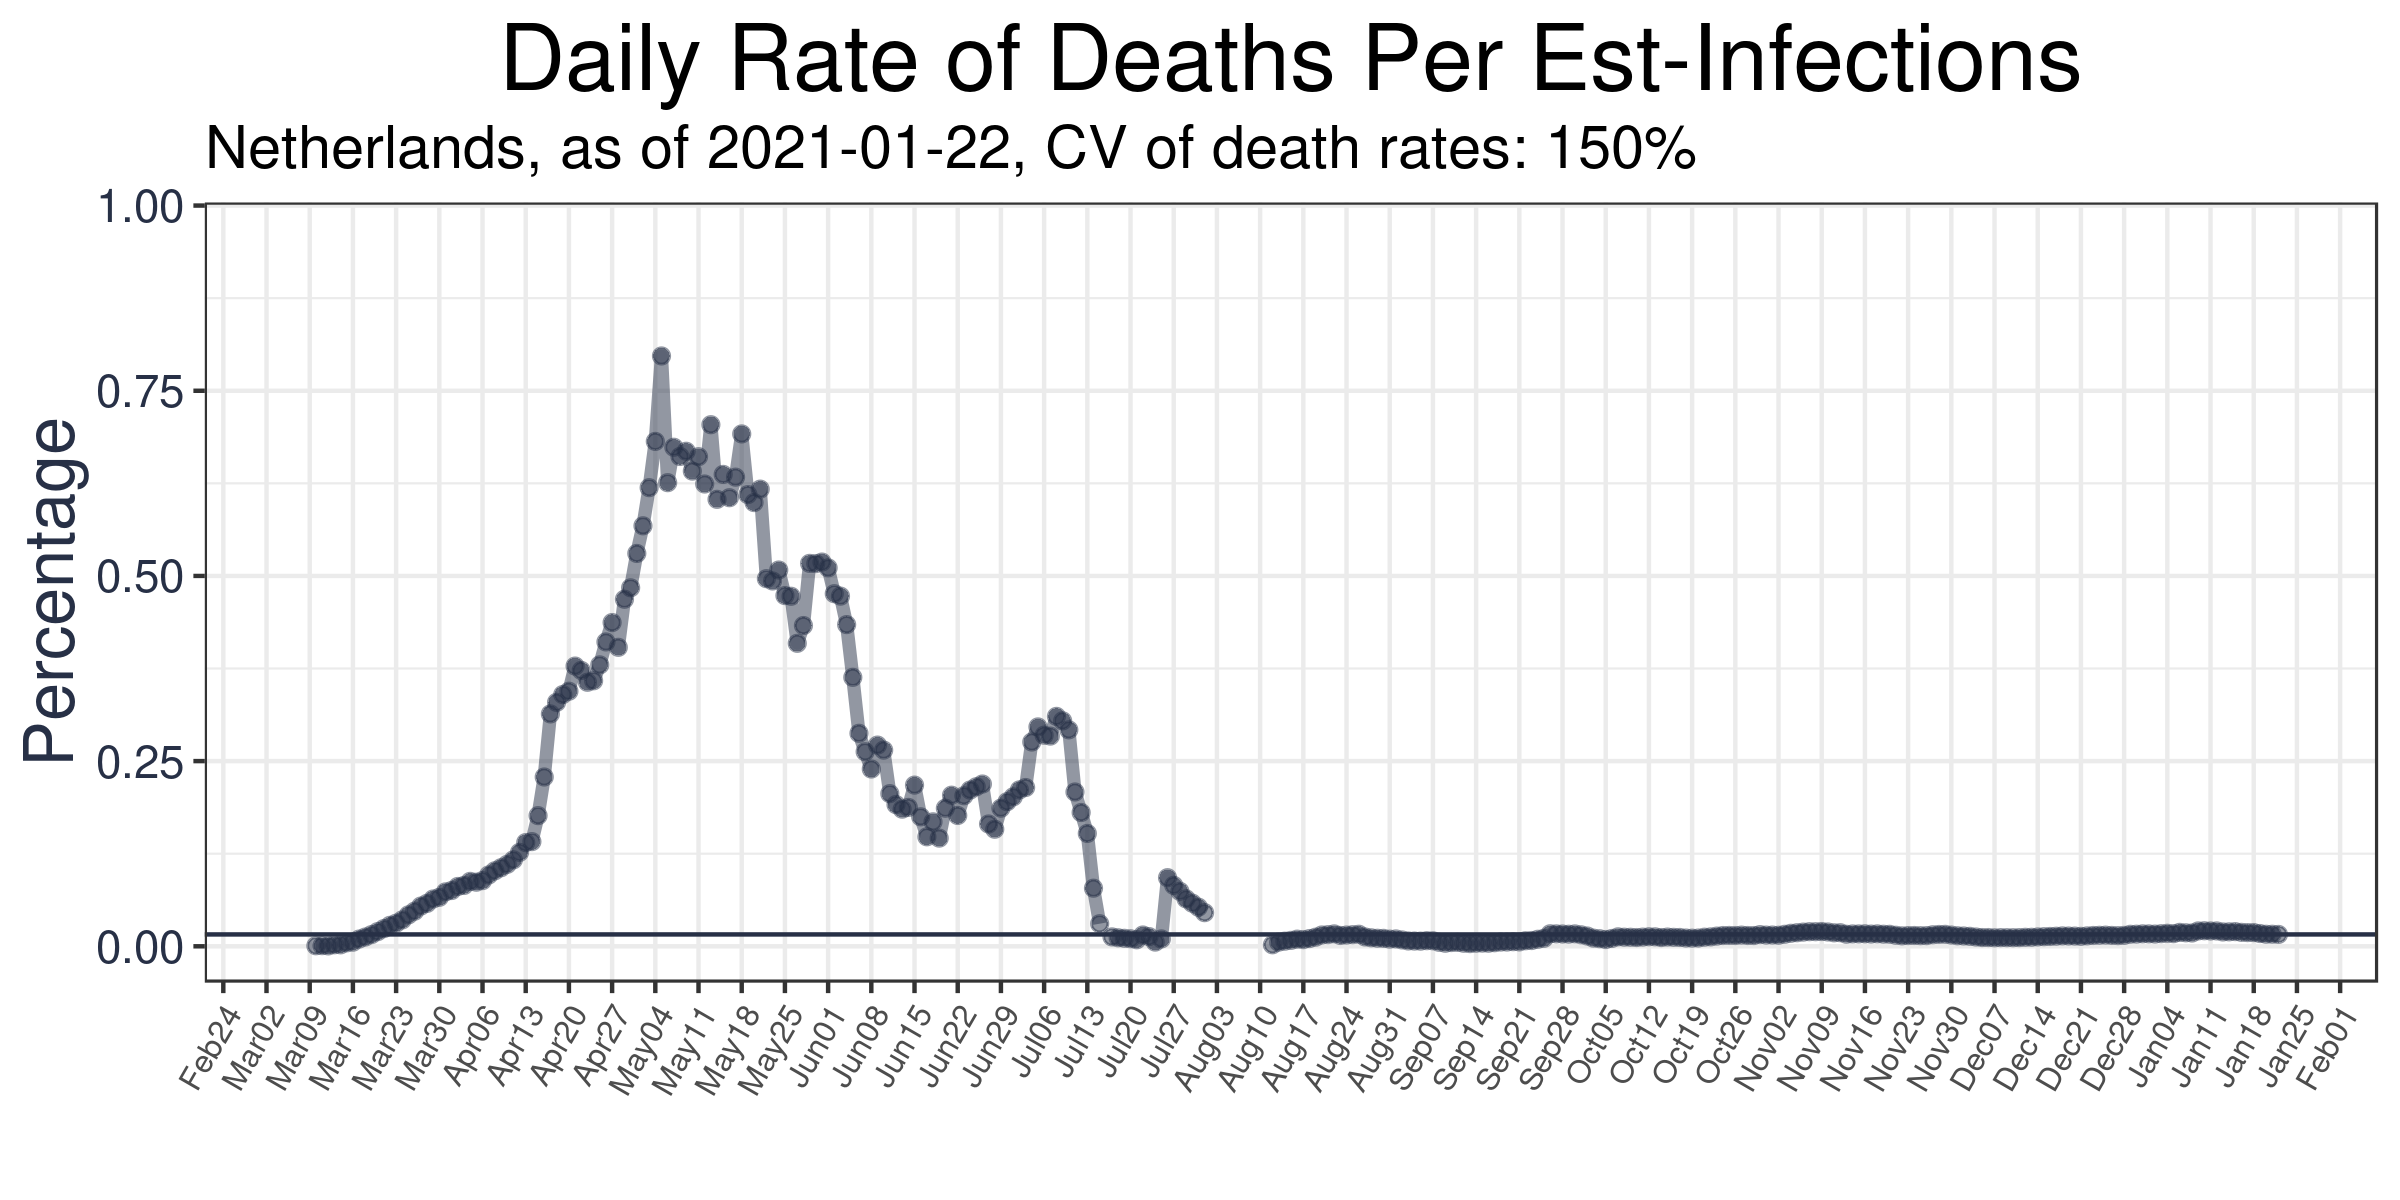 Daily Rate of Deaths Per Est-Infections
Netherlands, as of 2021-01-22, CV of death rates: 150%
Percentage
1.00
0.75
0.50
0.25
0.00
Feb24 Mar02 Mar09 Mar16 Mar23 Mar30 Apr06 Apr13 Apr20 Apr27 May04 May11 May18 May25 Jun01 Jun08 Jun15 Jun22 Jun29 Jul06 Jul13 Jul20 Jul27 Aug03 Aug10 Aug17 Aug24 Aug31 Sep07 Sep14 Sep21 Sep28 Oct05 Oct12 Oct19 Oct26 Nov02 Nov09 Nov16 Nov23 Nov30 Dec07 Dec14 Dec21 Dec28 Jan04 Jan11 Jan18 Jan25 Feb01